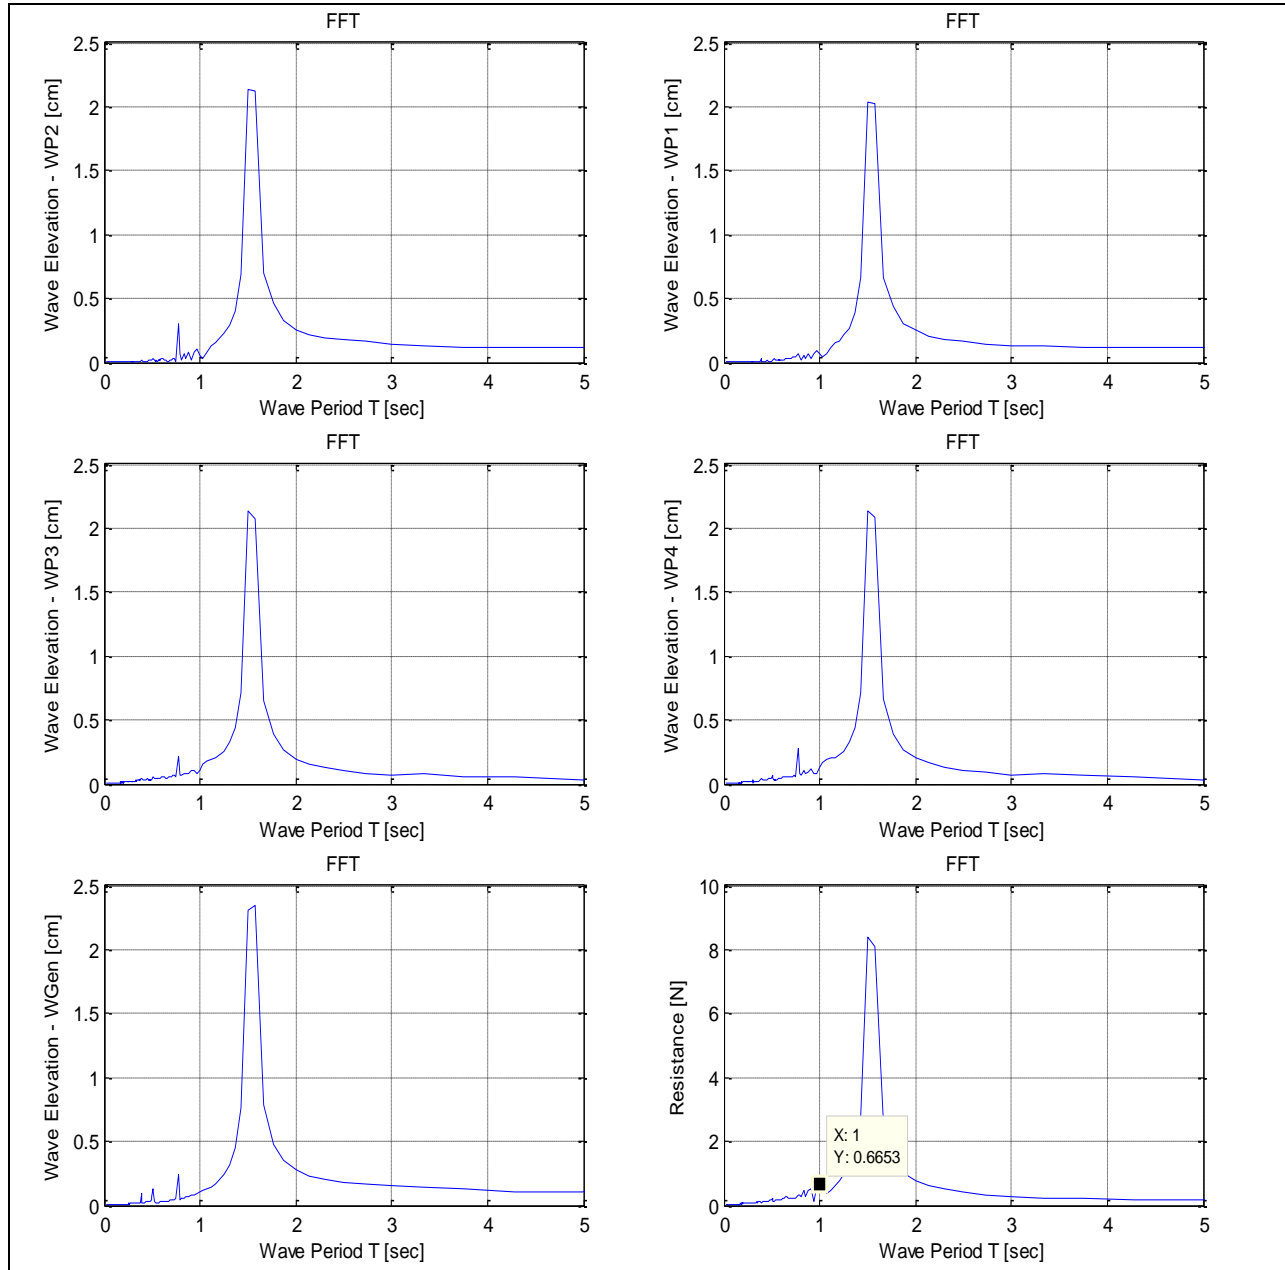 FFT
Wave Elevation - WP2 [cm]
2.5
2
1.5
1
0.5
0
0 1 2 3 4 5
Wave Period T [sec]
FFT
Wave Elevation - WP1 [cm]
2.5
2
1.5
1
0.5
0
0 1 2 3 4 5
Wave Period T [sec]
FFT
Wave Elevation - WP3 [cm]
2.5
2
1.5
1
0.5
0
0 1 2 3 4 5
Wave Period T [sec]
FFT
Wave Elevation - WP4 [cm]
2.5
2
1.5
1
0.5
0
0 1 2 3 4 5
Wave Period T [sec]
FFT
Wave Elevation - WGen [cm]
2.5
2
1.5
1
0.5
0
0 1 2 3 4 5
Wave Period T [sec]
FFT
Resistance [N]
10
8
6
4
2
0
X: 1
Y: 0.6653
0 1 2 3 4 5
Wave Period T [sec]